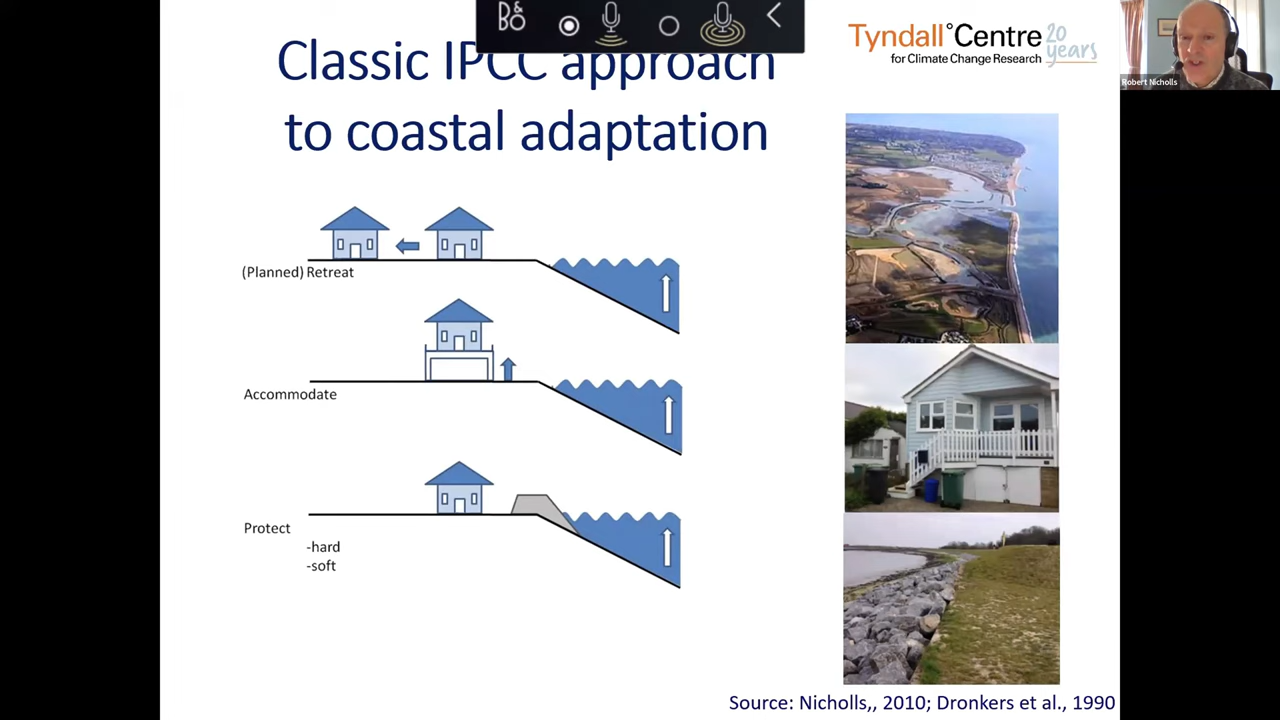 B&O
Tyndall°Centre 20 years
for Climate Change Research
Robert Nicholls
Classic IPCC approach
to coastal adaptation
(Planned) Retreat
Accommodate
Protect
-hard
-soft
Source: Nicholls,, 2010; Dronkers et al., 1990